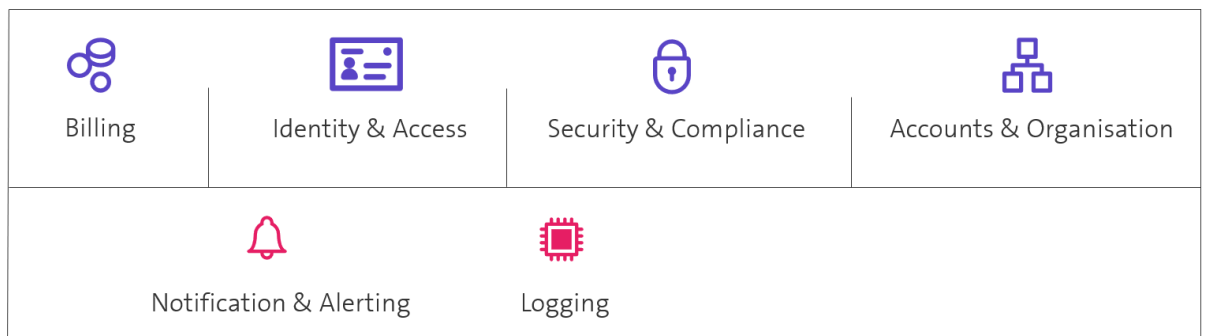 Billing
Identity & Access
Security & Compliance
Accounts & Organisation
Notification & Alerting
Logging